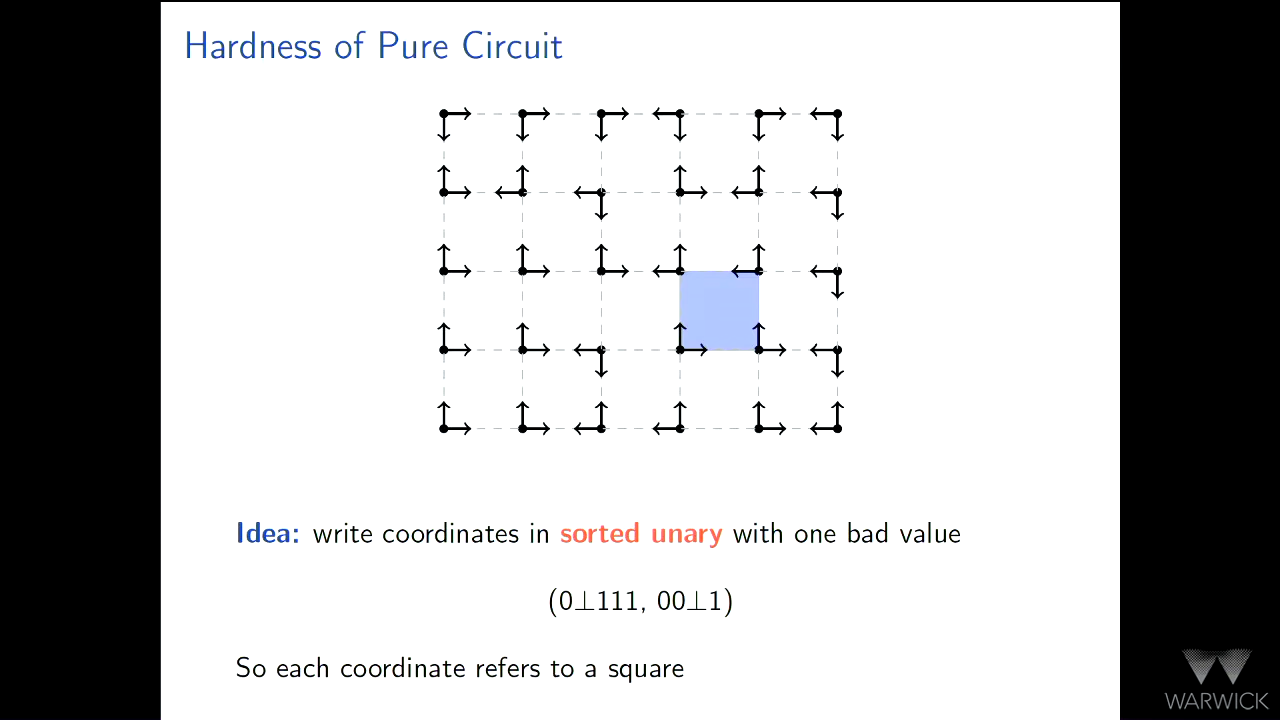 Hardness of Pure Circuit
Idea: write coordinates in sorted unary with one bad value
(0⊥111, 00⊥1)
So each coordinate refers to a square
WARWICK